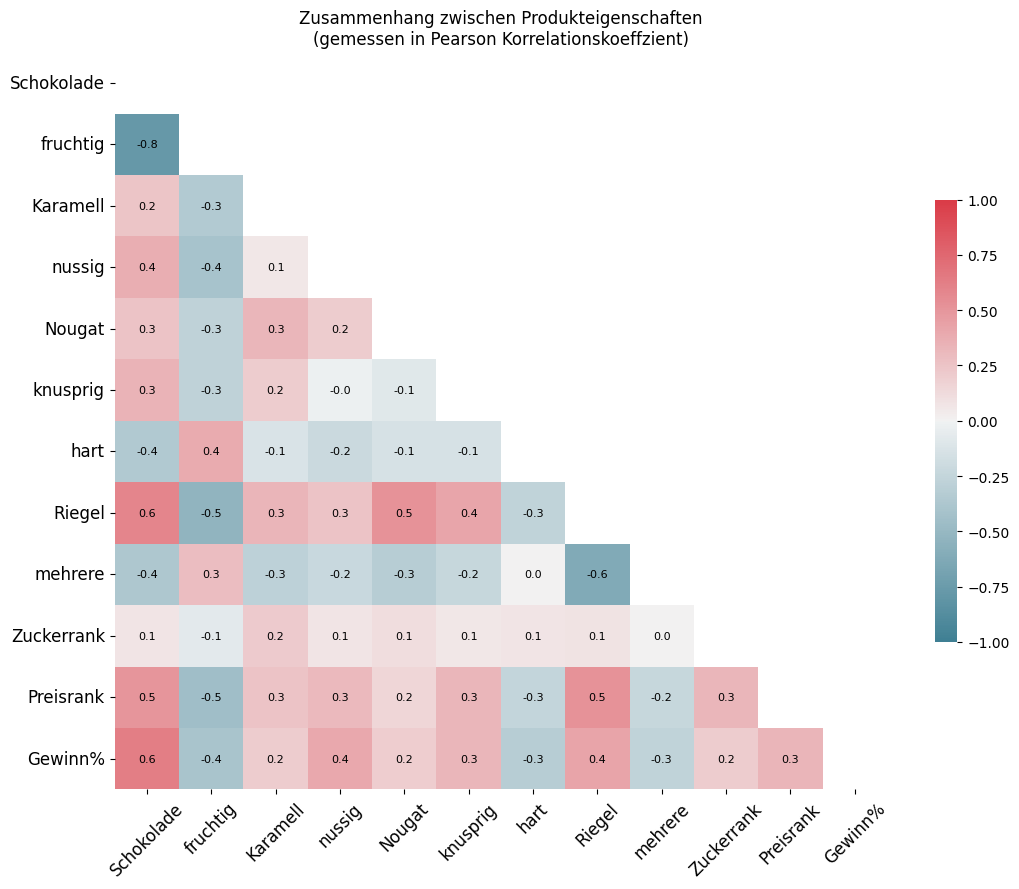 Zusammenhang zwischen Produkteigenschaften
(gemessen in Pearson Korrelationskoeffzient)
Schokolade
fruchtig -0.8
Karamell 0.2 -0.3
nussig 0.4 -0.4 0.1
Nougat 0.3 -0.3 0.3 0.2
knusprig 0.3 -0.3 0.2 -0.0 -0.1
hart -0.4 0.4 -0.1 -0.2 -0.1 -0.1
Riegel 0.6 -0.5 0.3 0.3 0.5 0.4 -0.3
mehrere -0.4 0.3 -0.3 -0.2 -0.3 -0.2 0.0 -0.6
Zuckerrank 0.1 -0.1 0.2 0.1 0.1 0.1 0.1 0.1 0.0
Preisrank 0.5 -0.5 0.3 0.3 0.2 0.3 -0.3 0.5 -0.2 0.3
Gewinn% 0.6 -0.4 0.2 0.4 0.2 0.3 -0.3 0.4 -0.3 0.2 0.3
Schokolade fruchtig Karamell nussig Nougat knusprig hart Riegel mehrere Zuckerrank Preisrank Gewinn%
1.00
0.75
0.50
0.25
0.00
−0.25
−0.50
−0.75
−1.00